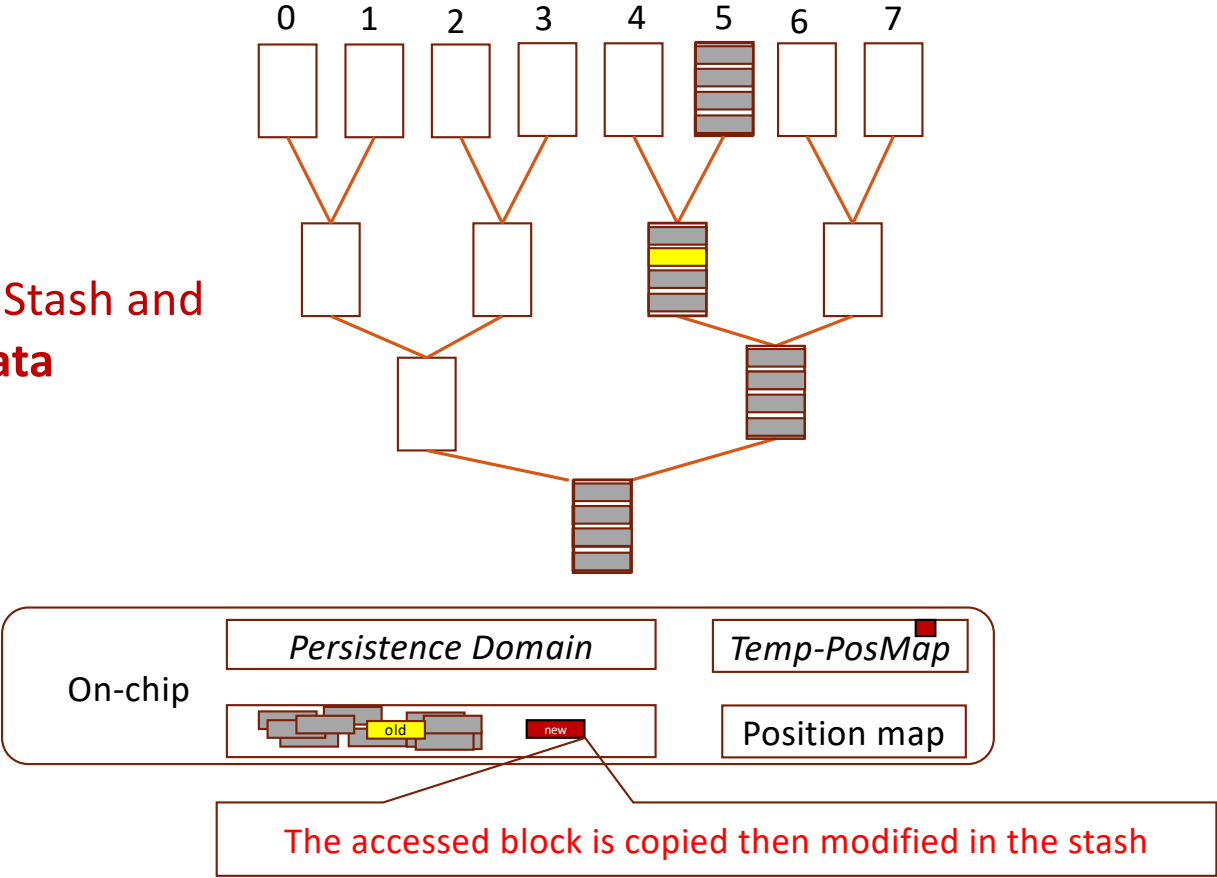 0 1 2 3 4 5 6 7
Stash and
ata
Persistence Domain
Temp-PosMap
On-chip
old
new
Position map
The accessed block is copied then modified in the stash